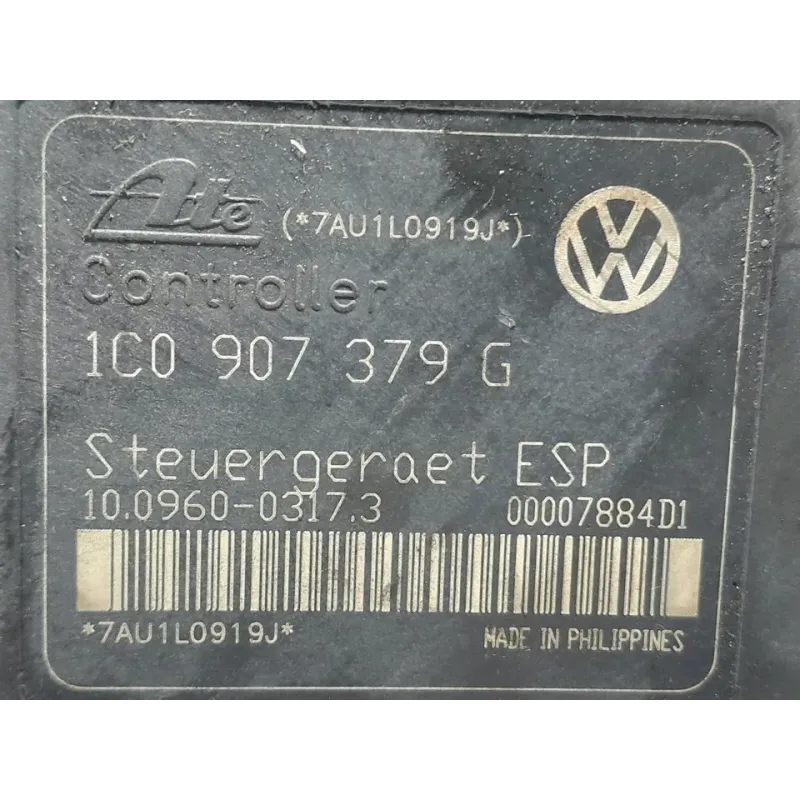 Ate (*7AU1L0919J*)
Controller
1C0 907 379 G
Steuergeraet ESP
10.0960-0317.3 00007884D1
*7AU1L0919J* MADE IN PHILIPPINES